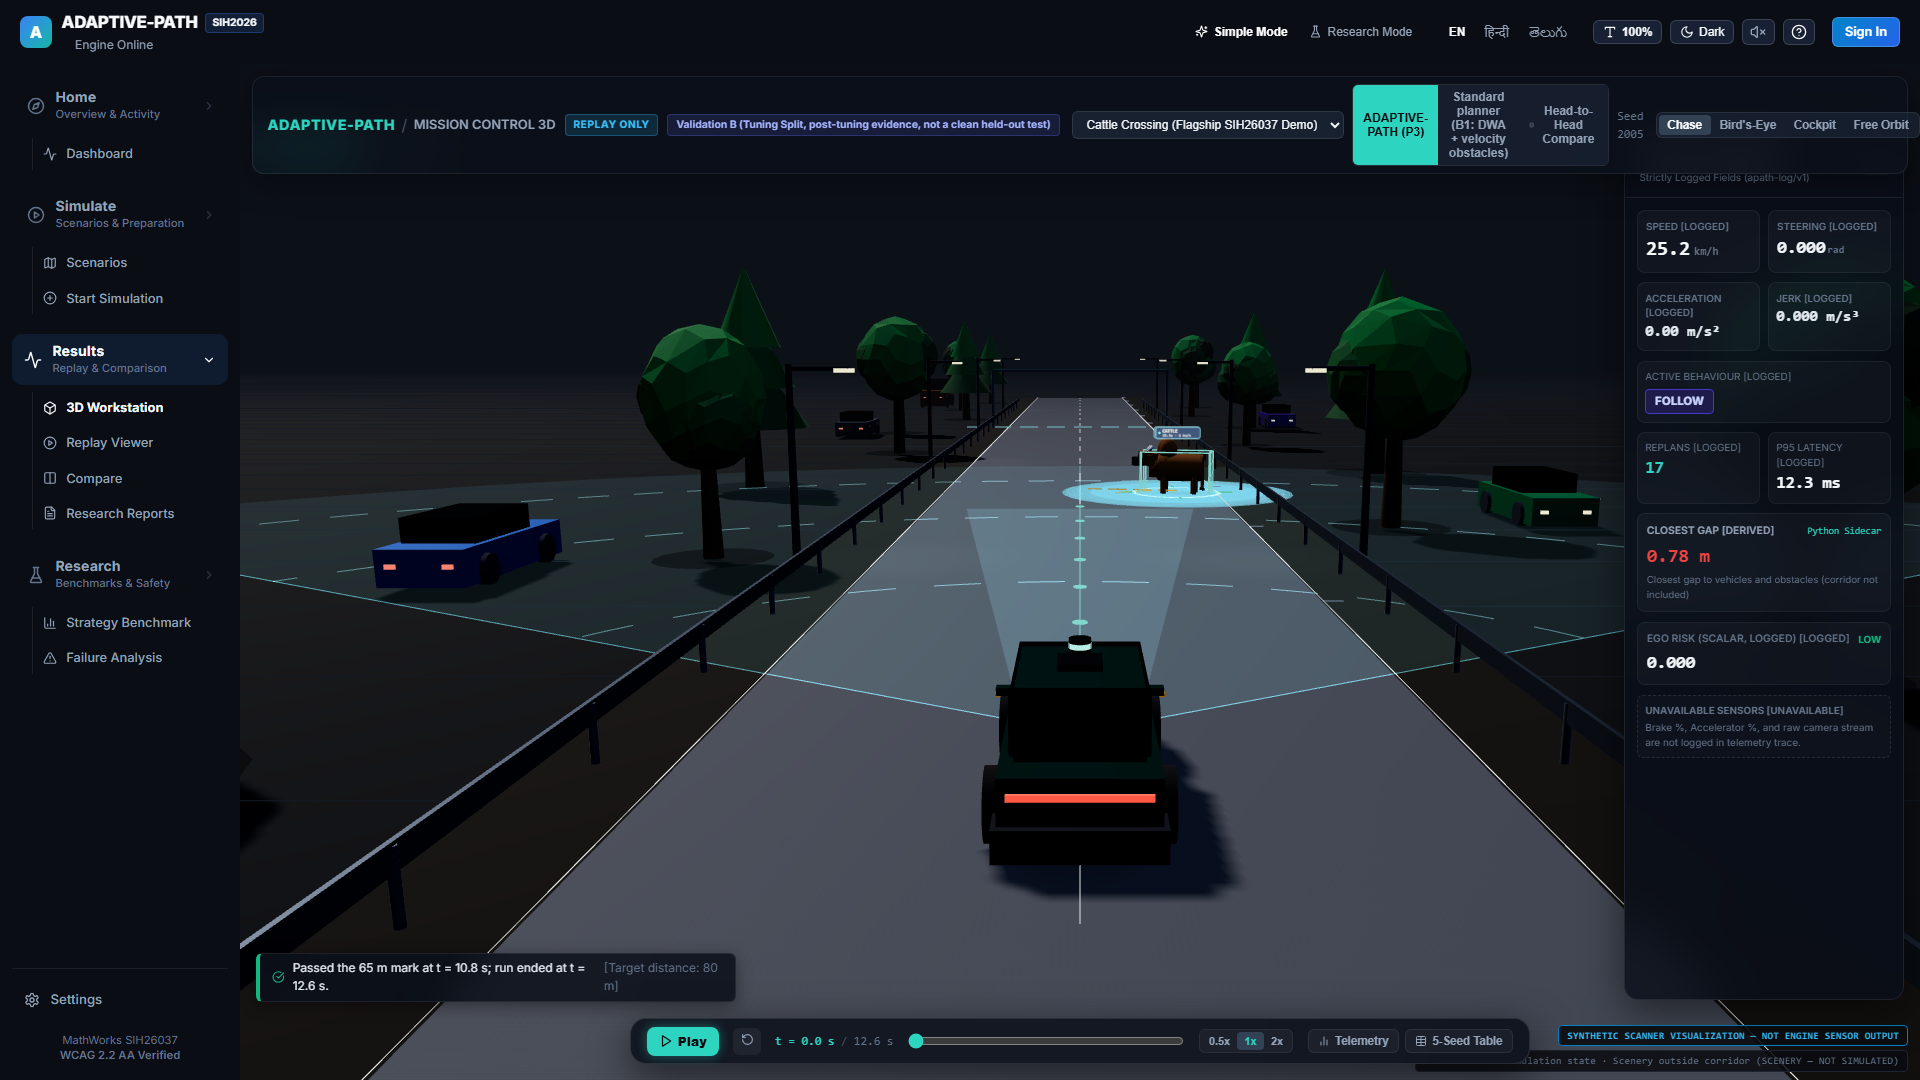 A
ADAPTIVE-PATH SIH2026
Engine Online
Simple Mode
Research Mode
EN
हिन्दी
తెలుగు
100%
Dark
Sign In
Home
Overview & Activity
Dashboard
Simulate
Scenarios & Preparation
Scenarios
Start Simulation
Results
Replay & Comparison
3D Workstation
Replay Viewer
Compare
Research Reports
Research
Benchmarks & Safety
Strategy Benchmark
Failure Analysis
Settings
MathWorks SIH26037
WCAG 2.2 AA Verified
ADAPTIVE-PATH / MISSION CONTROL 3D
REPLAY ONLY
Validation B (Tuning Split, post-tuning evidence, not a clean held-out test)
Cattle Crossing (Flagship SIH26037 Demo)
ADAPTIVE-
PATH (P3)
Standard
planner
(B1: DWA
+ velocity
obstacles)
Head-to-
Head
Compare
Seed
2005
Chase
Bird's-Eye
Cockpit
Free Orbit
Strictly Logged Fields (apath-log/v1)
SPEED [LOGGED]
25.2 km/h
STEERING [LOGGED]
0.000 rad
ACCELERATION
[LOGGED]
0.00 m/s²
JERK [LOGGED]
0.000 m/s³
ACTIVE BEHAVIOUR [LOGGED]
FOLLOW
REPLANS [LOGGED]
17
P95 LATENCY
[LOGGED]
12.3 ms
CLOSEST GAP [DERIVED]
Python Sidecar
0.78 m
Closest gap to vehicles and obstacles (corridor not
included)
EGO RISK (SCALAR, LOGGED) [LOGGED]
LOW
0.000
UNAVAILABLE SENSORS [UNAVAILABLE]
Brake %, Accelerator %, and raw camera stream
are not logged in telemetry trace.
CATTLE
Passed the 65 m mark at t = 10.8 s; run ended at t =
12.6 s.
[Target distance: 80
m]
Play
t = 0.0 s / 12.6 s
0.5x
1x
2x
Telemetry
5-Seed Table
SYNTHETIC SCANNER VISUALIZATION — NOT ENGINE SENSOR OUTPUT
state · Scenery outside corridor (SCENERY — NOT SIMULATED)